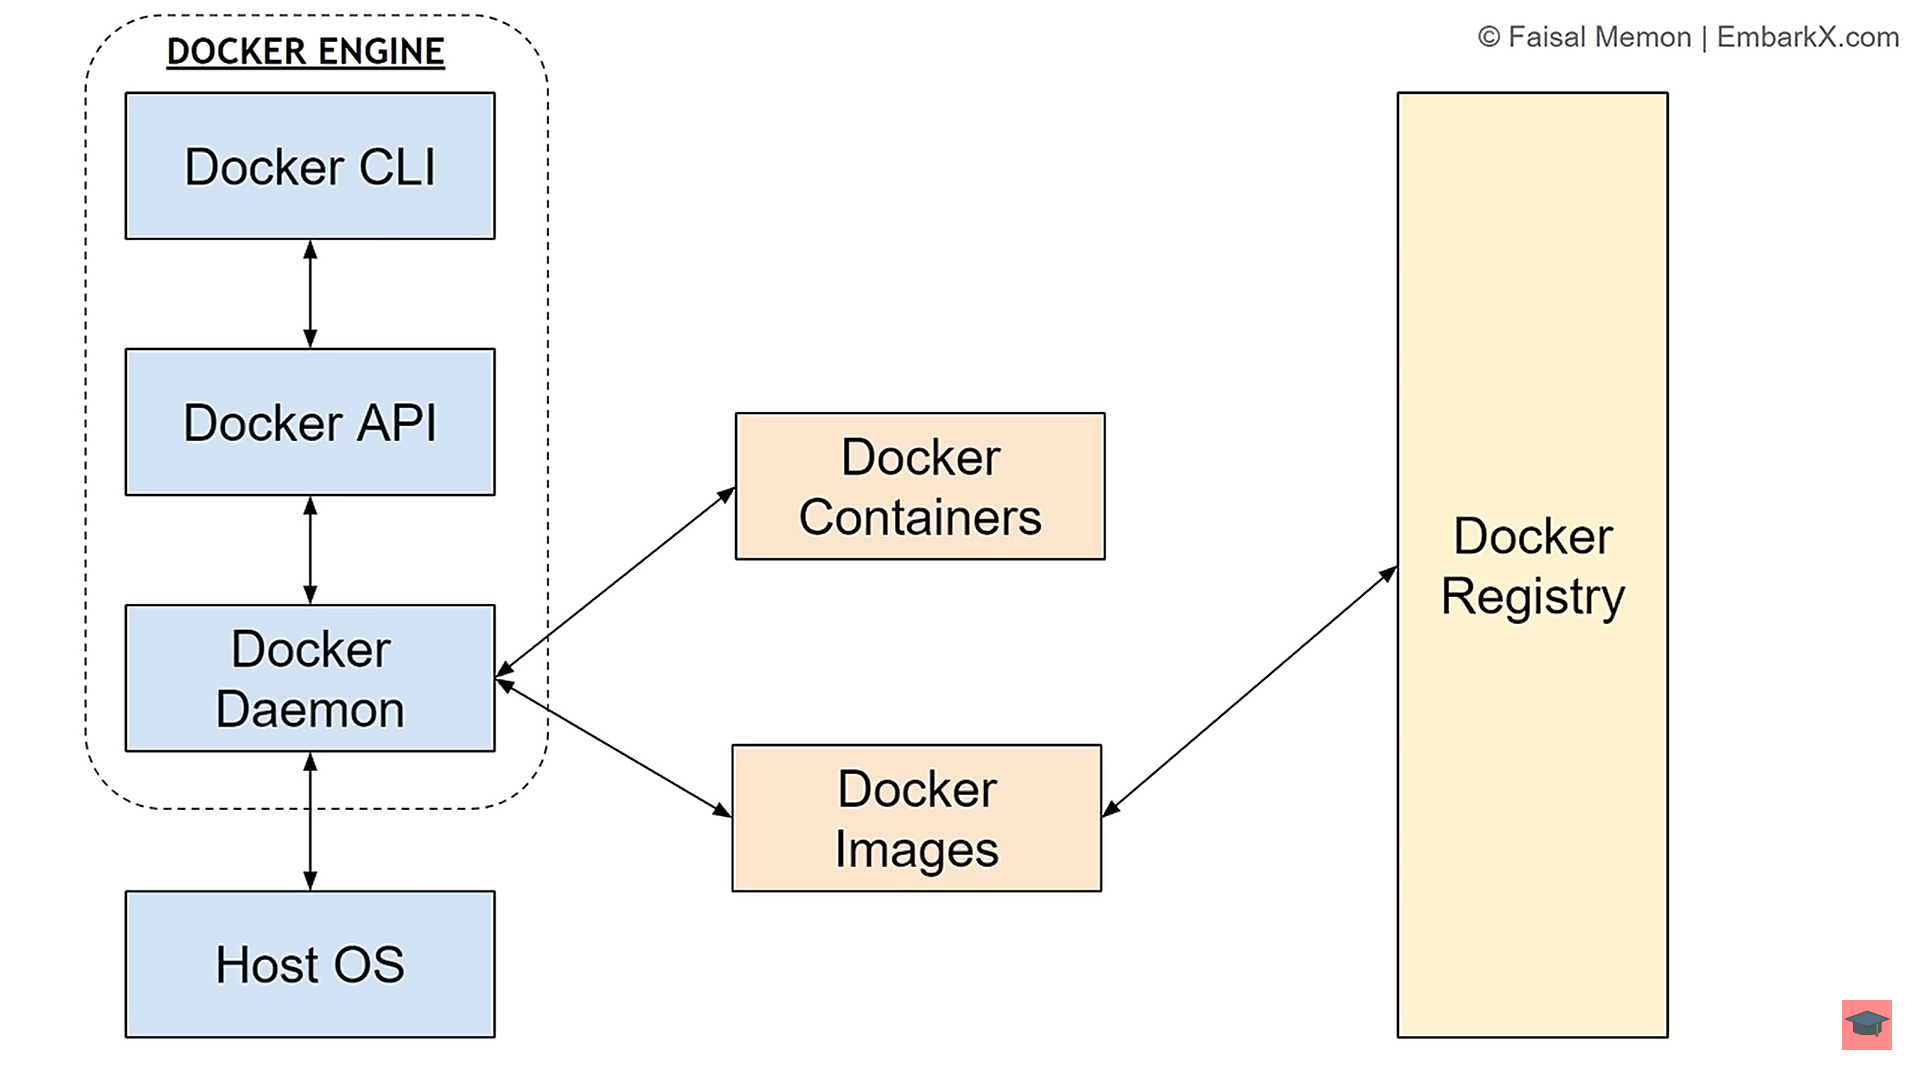 DOCKER ENGINE
© Faisal Memon | EmbarkX.com
Docker CLI
Docker API
Docker
Daemon
Host OS
Docker
Containers
Docker
Images
Docker
Registry